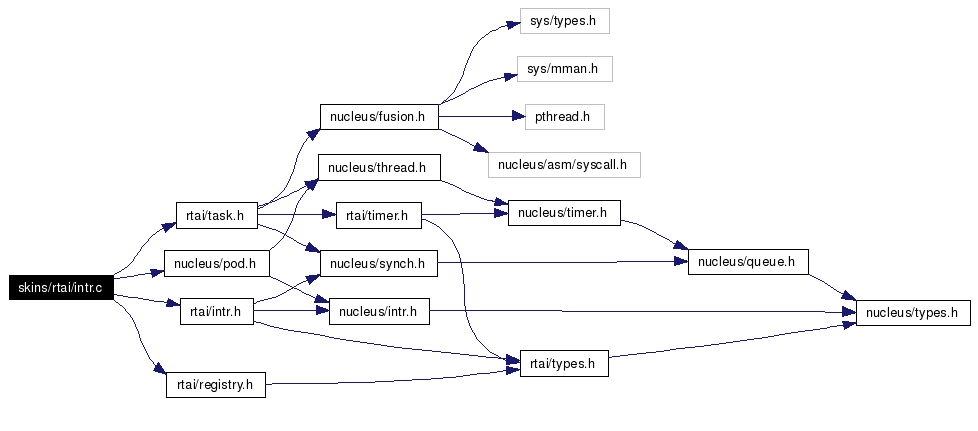 sys/types.h
sys/mman.h
nucleus/fusion.h
pthread.h
nucleus/asm/syscall.h
nucleus/thread.h
rtai/task.h
rtai/timer.h
nucleus/timer.h
nucleus/pod.h
nucleus/synch.h
nucleus/queue.h
skins/rtai/intr.c
rtai/intr.h
nucleus/intr.h
nucleus/types.h
rtai/types.h
rtai/registry.h